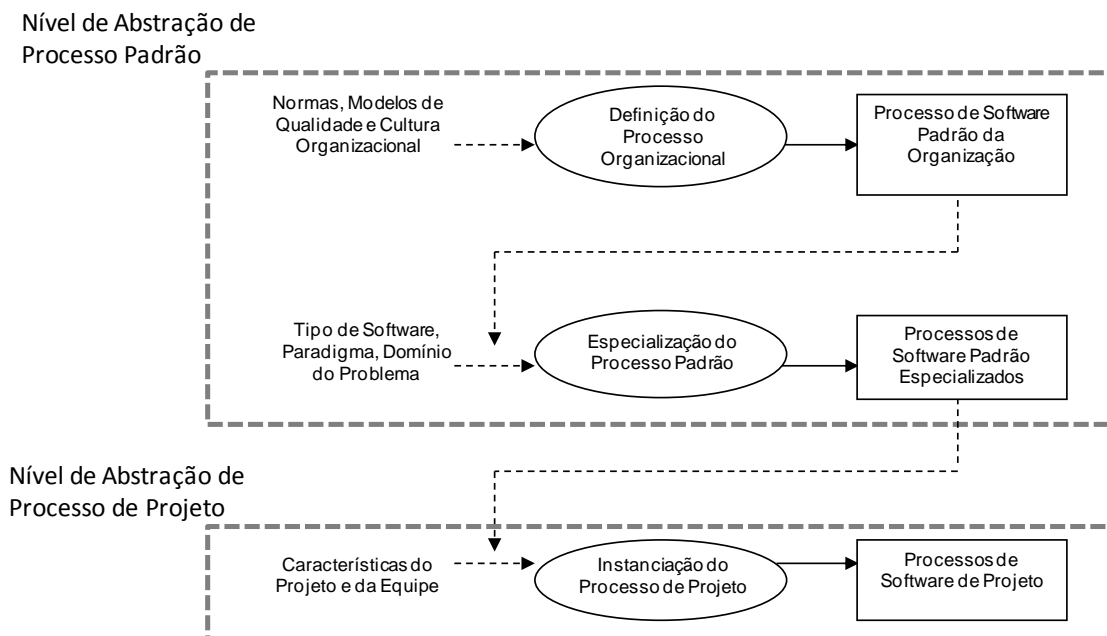 Nível de Abstração de
Processo Padrão
Normas, Modelos de
Qualidade e Cultura
Organizacional
Definição do
Processo
Organizacional
Processo de Software
Padrão da
Organização
Tipo de Software,
Paradigma, Domínio
do Problema
Especialização do
Processo Padrão
Processos de
Software Padrão
Especializados
Nível de Abstração de
Processo de Projeto
Características do
Projeto e da Equipe
Instanciação do
Processo de Projeto
Processos de
Software de Projeto